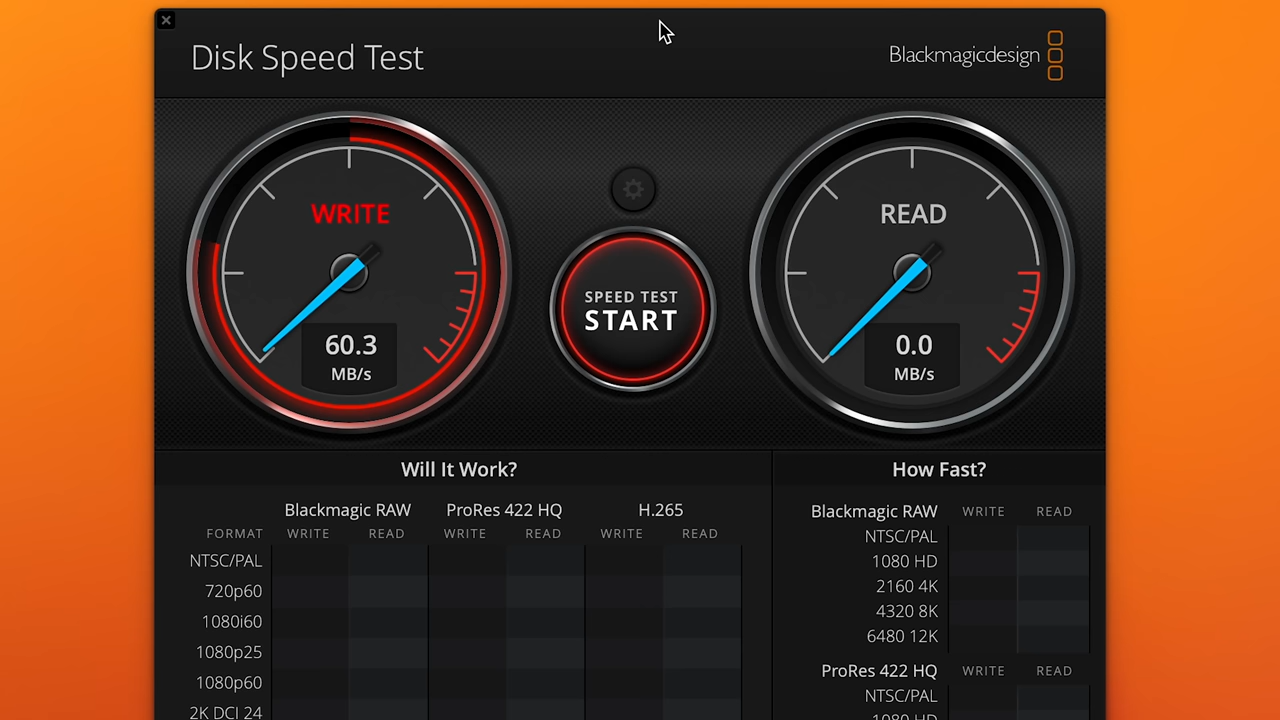 Disk Speed Test
Blackmagicdesign
WRITE
60.3
MB/s
SPEED TEST
START
READ
0.0
MB/s
Will It Work?
Blackmagic RAW ProRes 422 HQ H.265
FORMAT WRITE READ WRITE READ WRITE READ
NTSC/PAL
720p60
1080i60
1080p25
1080p60
2K DCI 24
How Fast?
Blackmagic RAW WRITE READ
NTSC/PAL
1080 HD
2160 4K
4320 8K
6480 12K
ProRes 422 HQ WRITE READ
NTSC/PAL
1080 HD